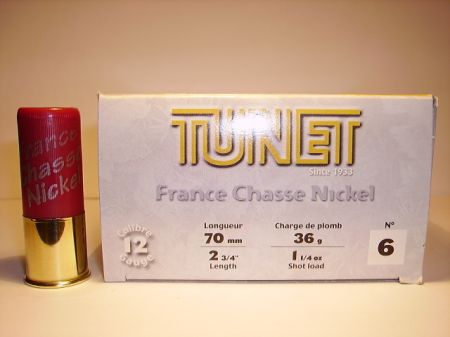 France
Chasse
Nickel
TUNET
Since 1933
France Chasse Nickel
Calibre
12
Gauge
Longueur
70 mm
2 3/4"
Length
Charge de plomb
36 g
1 1/4 oz
Shot load
N°
6